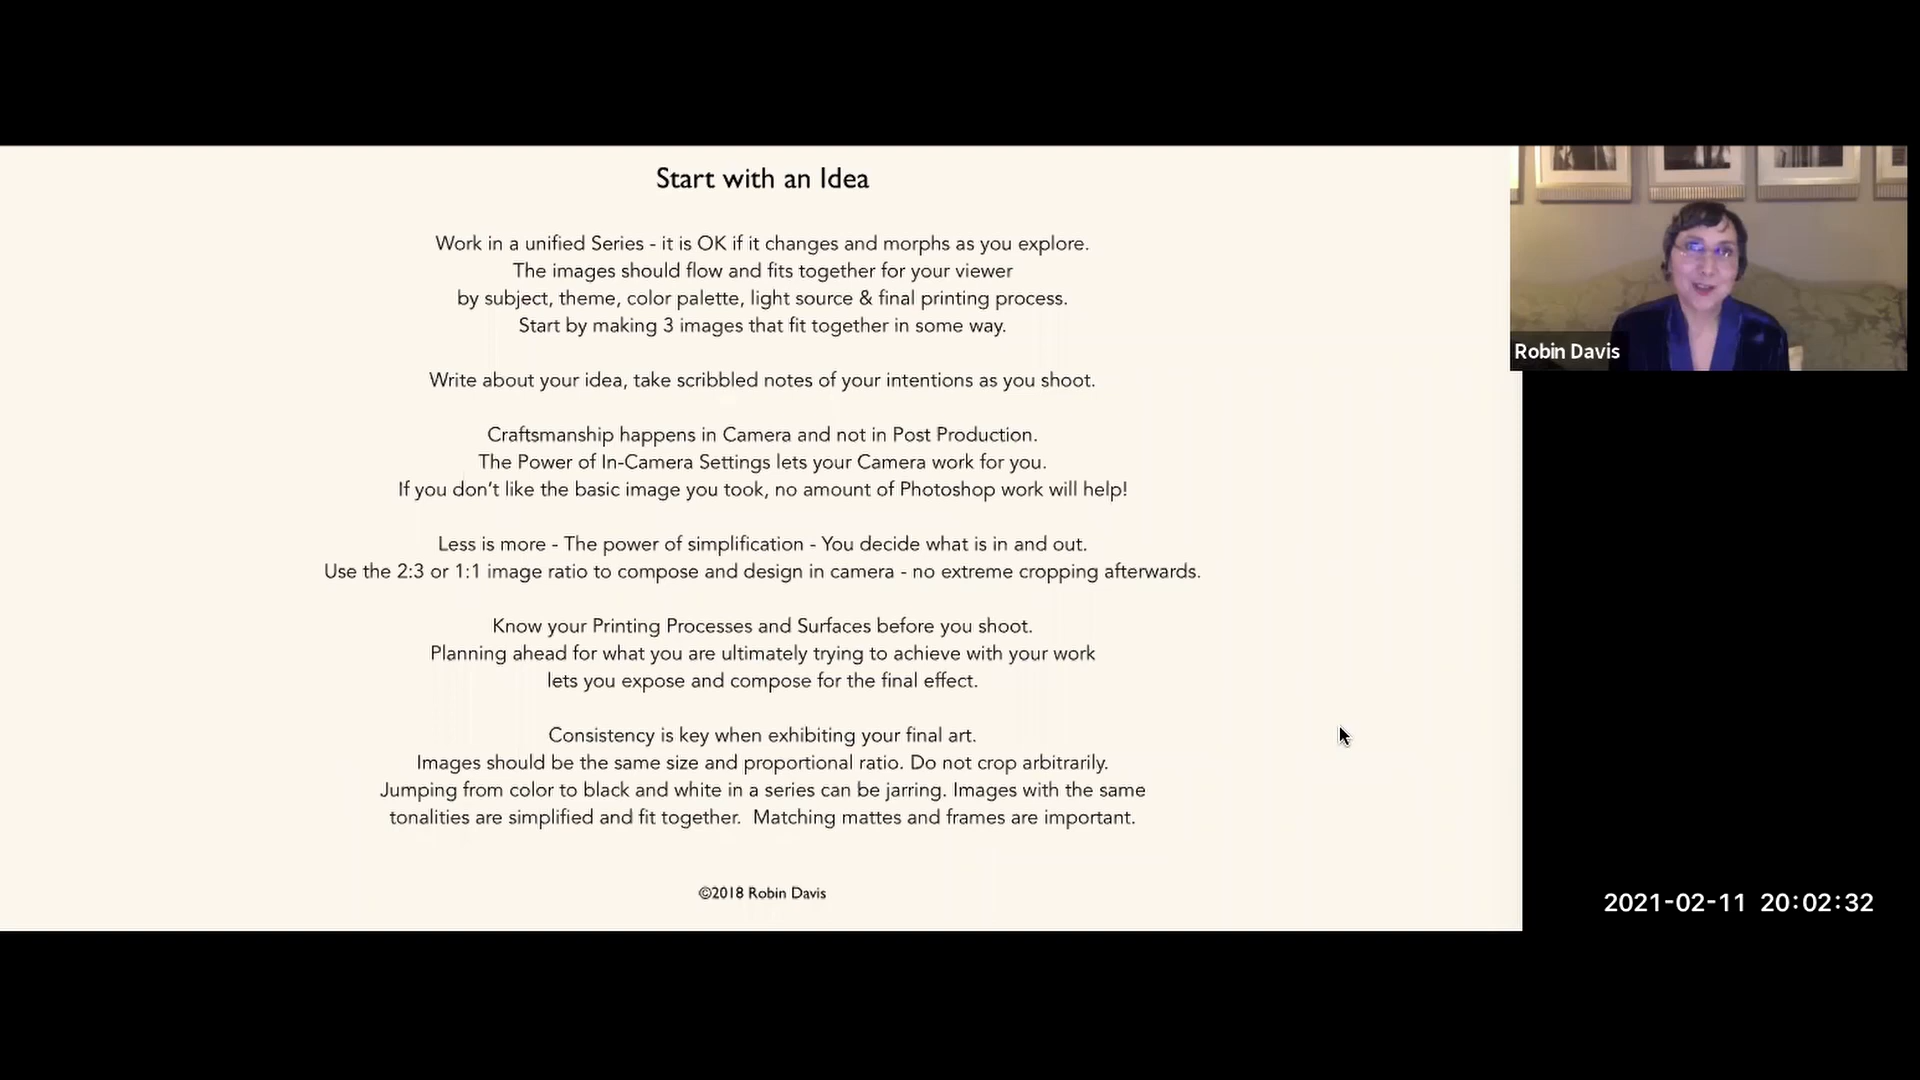 Start with an Idea
Work in a unified Series - it is OK if it changes and morphs as you explore.
The images should flow and fits together for your viewer
by subject, theme, color palette, light source & final printing process.
Start by making 3 images that fit together in some way.
Write about your idea, take scribbled notes of your intentions as you shoot.
Craftsmanship happens in Camera and not in Post Production.
The Power of In-Camera Settings lets your Camera work for you.
If you don’t like the basic image you took, no amount of Photoshop work will help!
Less is more - The power of simplification - You decide what is in and out.
Use the 2:3 or 1:1 image ratio to compose and design in camera - no extreme cropping afterwards.
Know your Printing Processes and Surfaces before you shoot.
Planning ahead for what you are ultimately trying to achieve with your work
lets you expose and compose for the final effect.
Consistency is key when exhibiting your final art.
Images should be the same size and proportional ratio. Do not crop arbitrarily.
Jumping from color to black and white in a series can be jarring. Images with the same
tonalities are simplified and fit together.  Matching mattes and frames are important.
©2018 Robin Davis
Robin Davis
2021-02-11 20:02:32